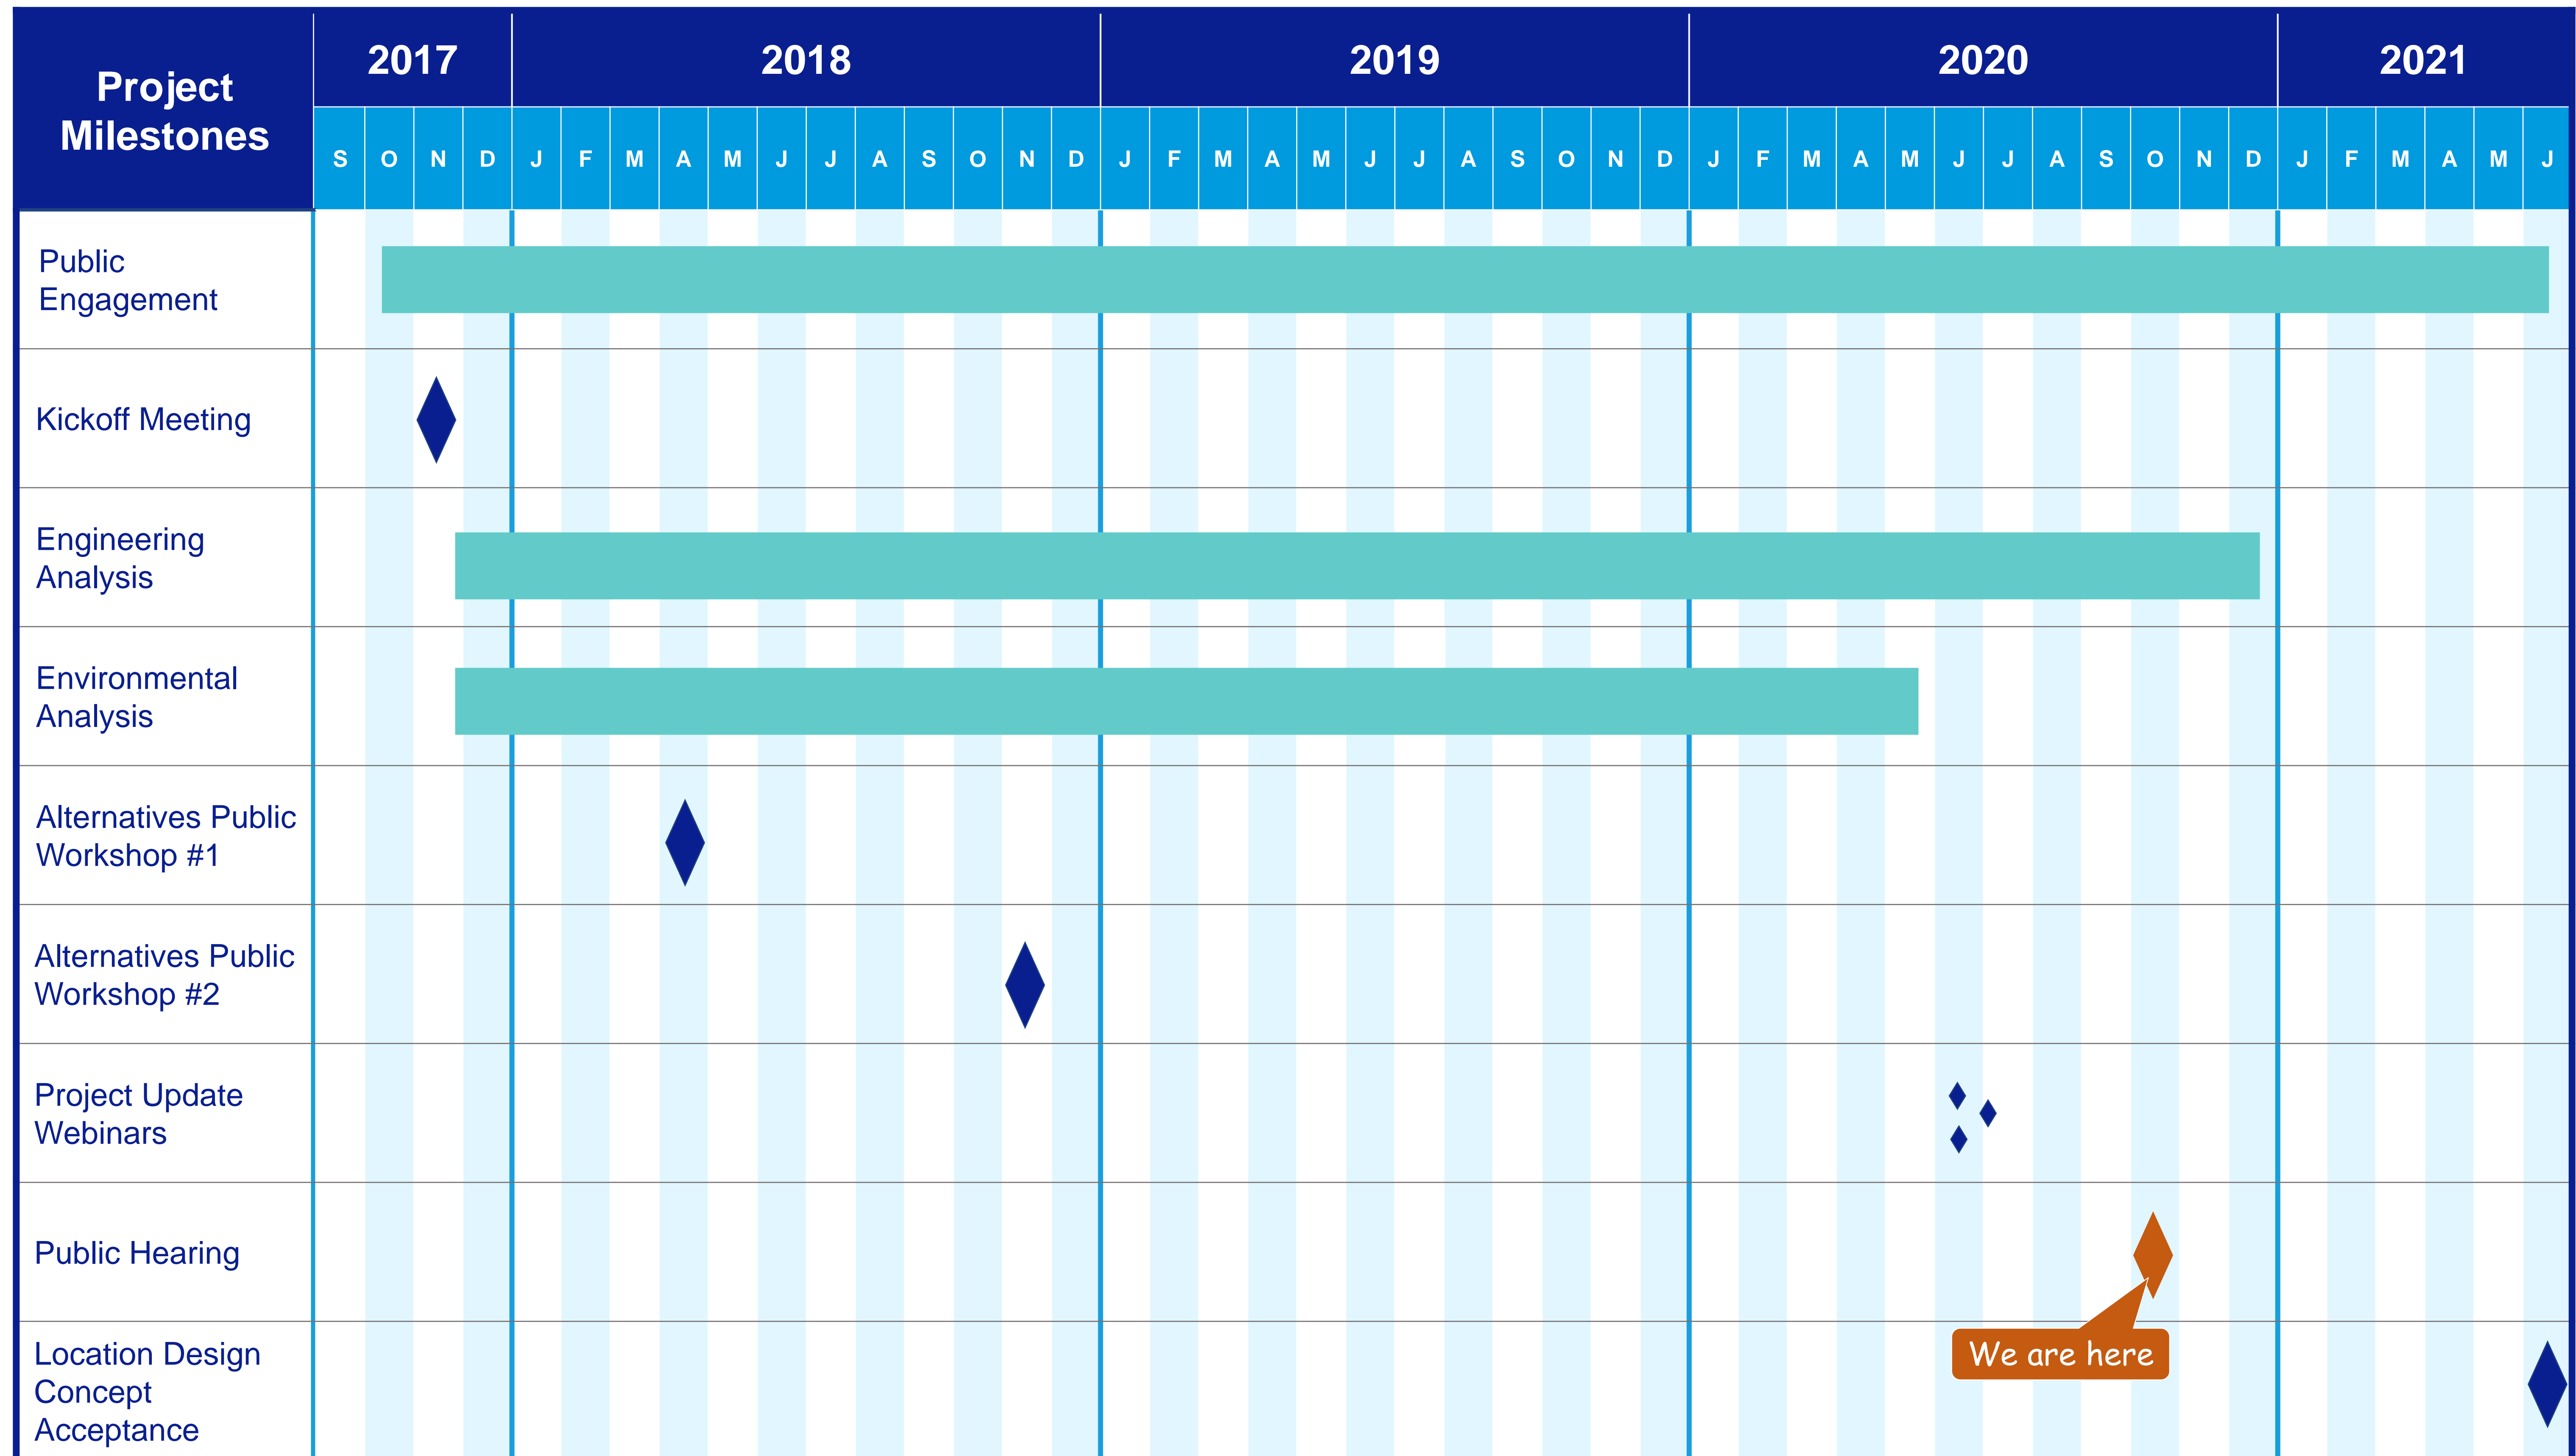 Project
Milestones
2017 2018 2019 2020 2021
S O N D J F M A M J J A S O N D J F M A M J J A S O N D J F M A M J J A S O N D J F M A M J
Public
Engagement
Kickoff Meeting
Engineering
Analysis
Environmental
Analysis
Alternatives Public
Workshop #1
Alternatives Public
Workshop #2
Project Update
Webinars
Public Hearing
We are here
Location Design
Concept
Acceptance